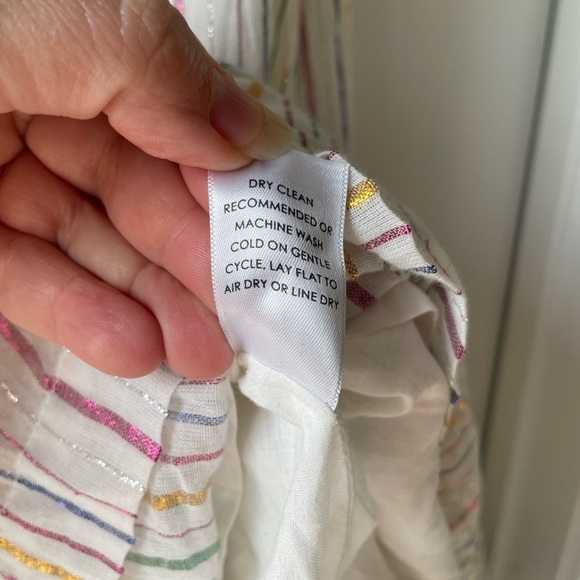 DRY CLEAN
RECOMMENDED OR
MACHINE WASH
COLD ON GENTLE
CYCLE, LAY FLAT TO
AIR DRY OR LINE DRY